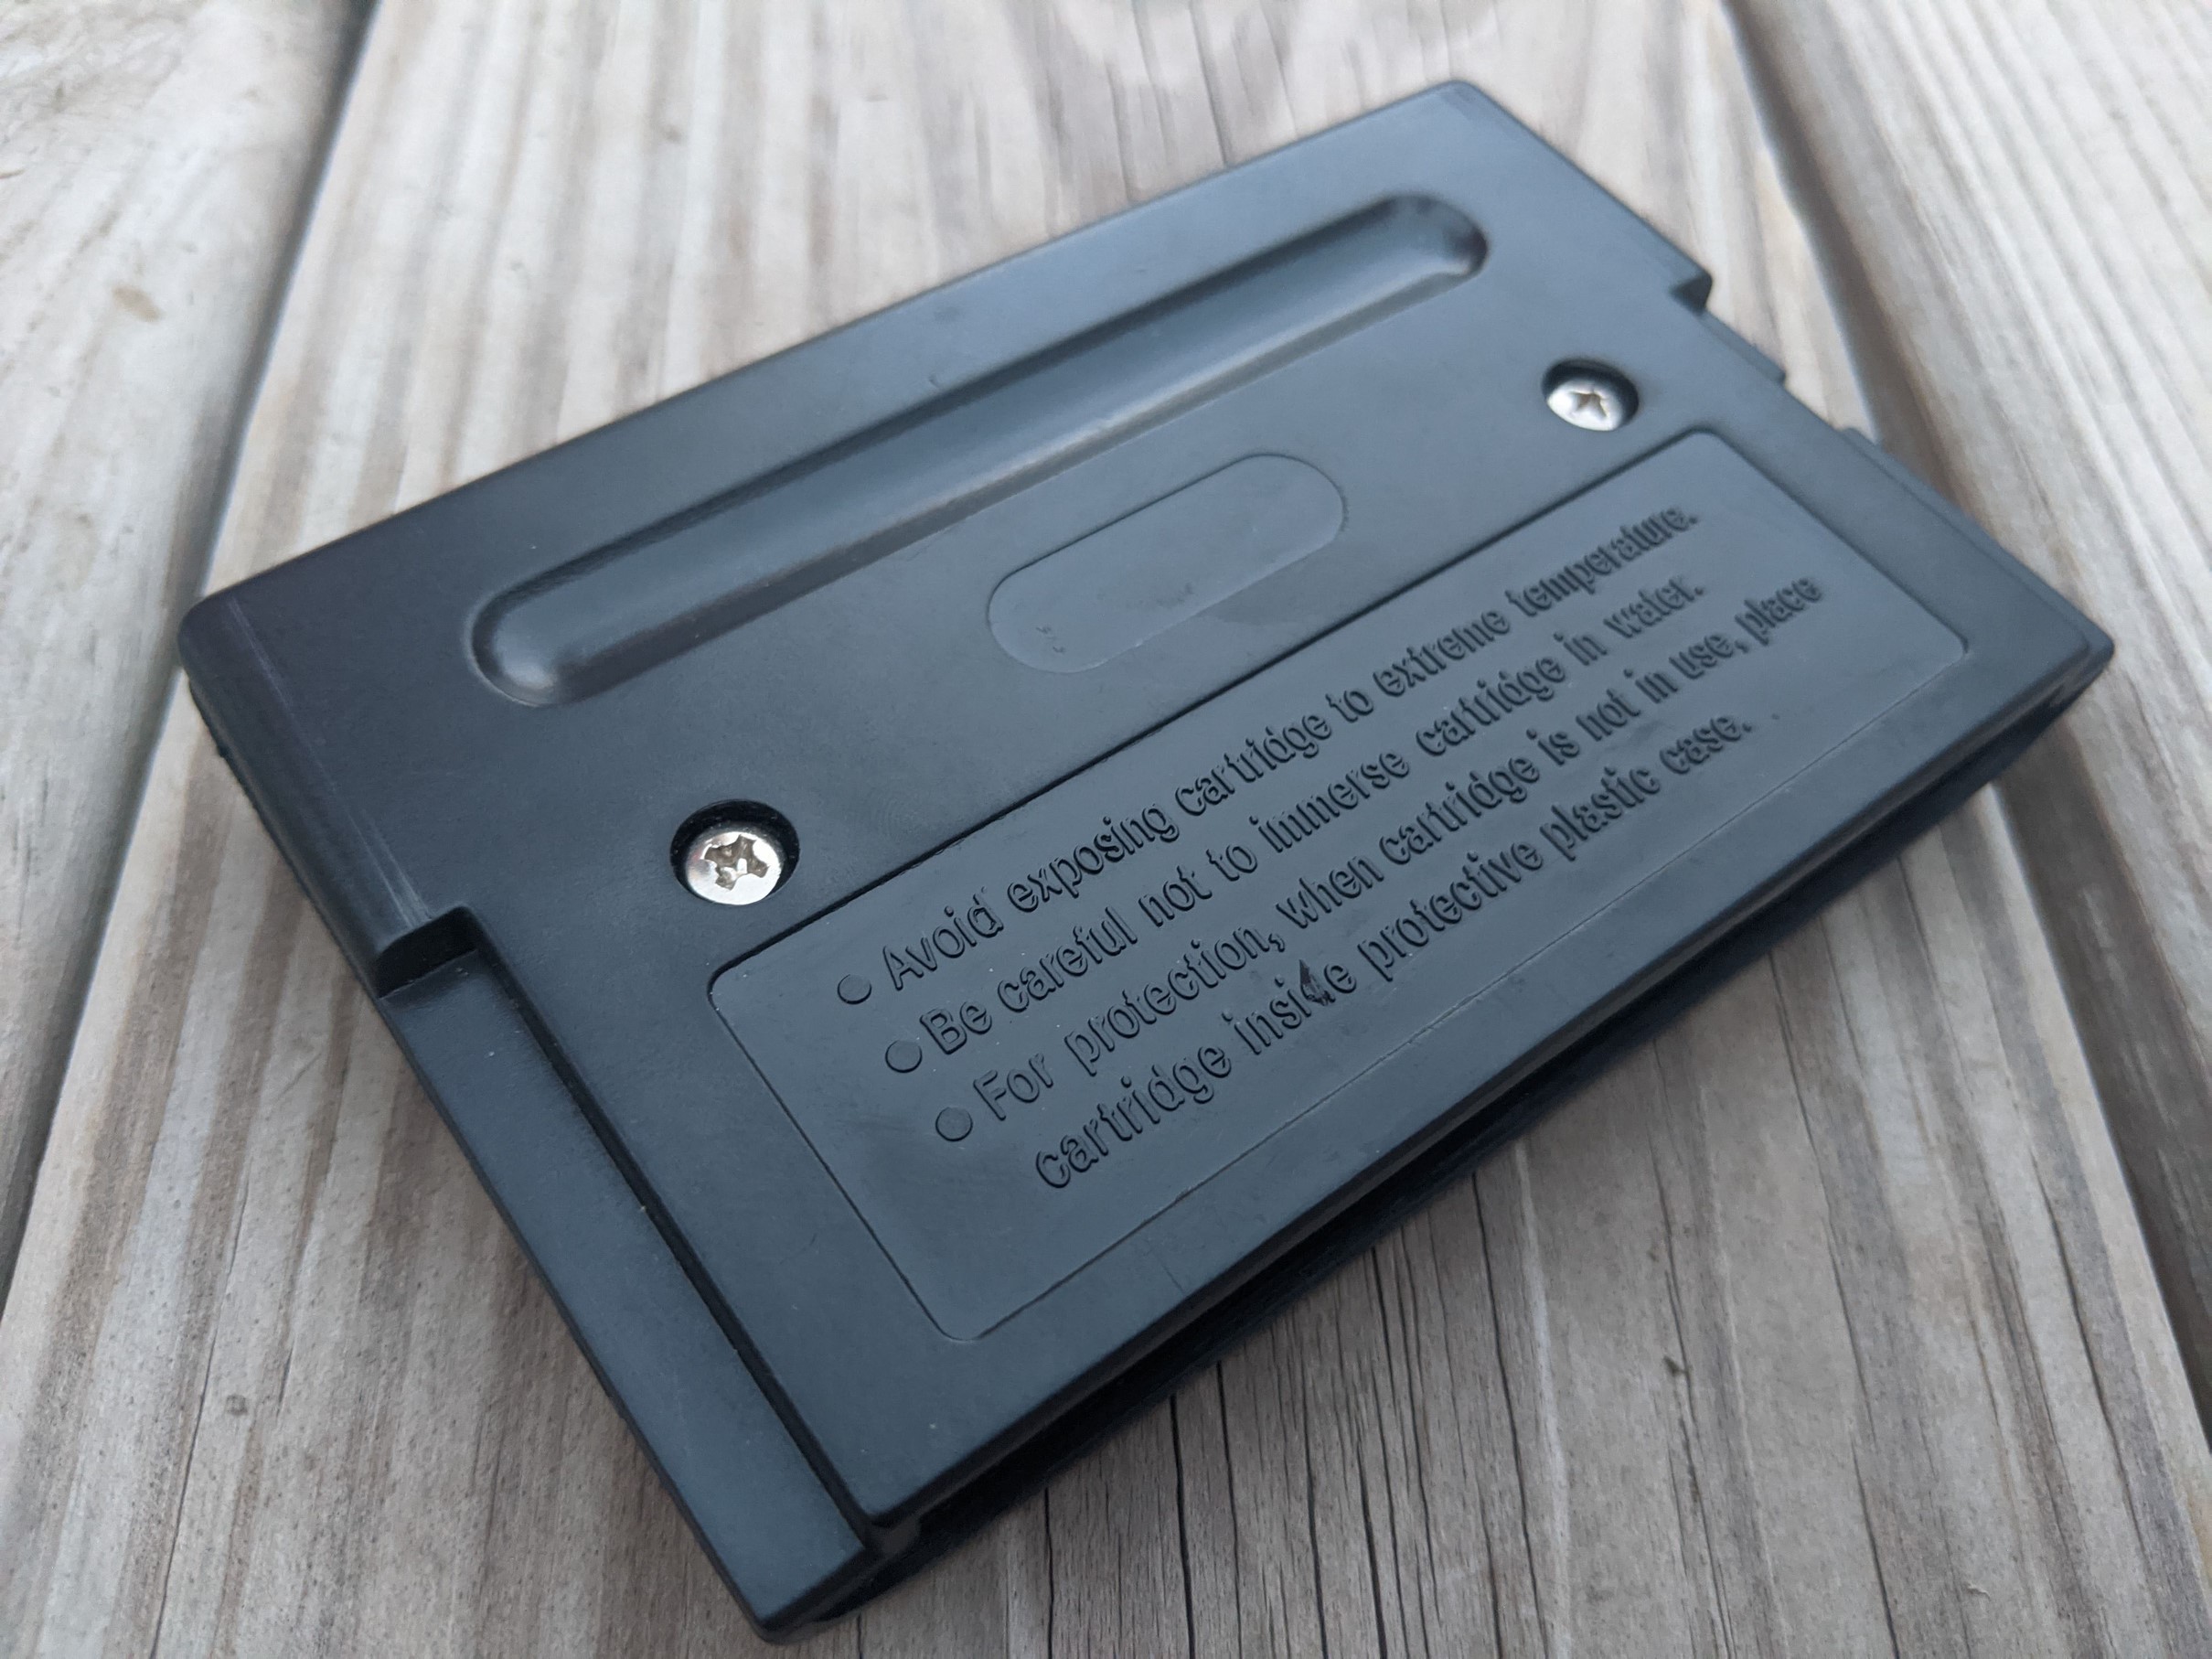 Avoid exposing cartridge to extreme temperature.
Be careful not to immerse cartridge in water.
For protection, when cartridge is not in use, place
cartridge inside protective plastic case.